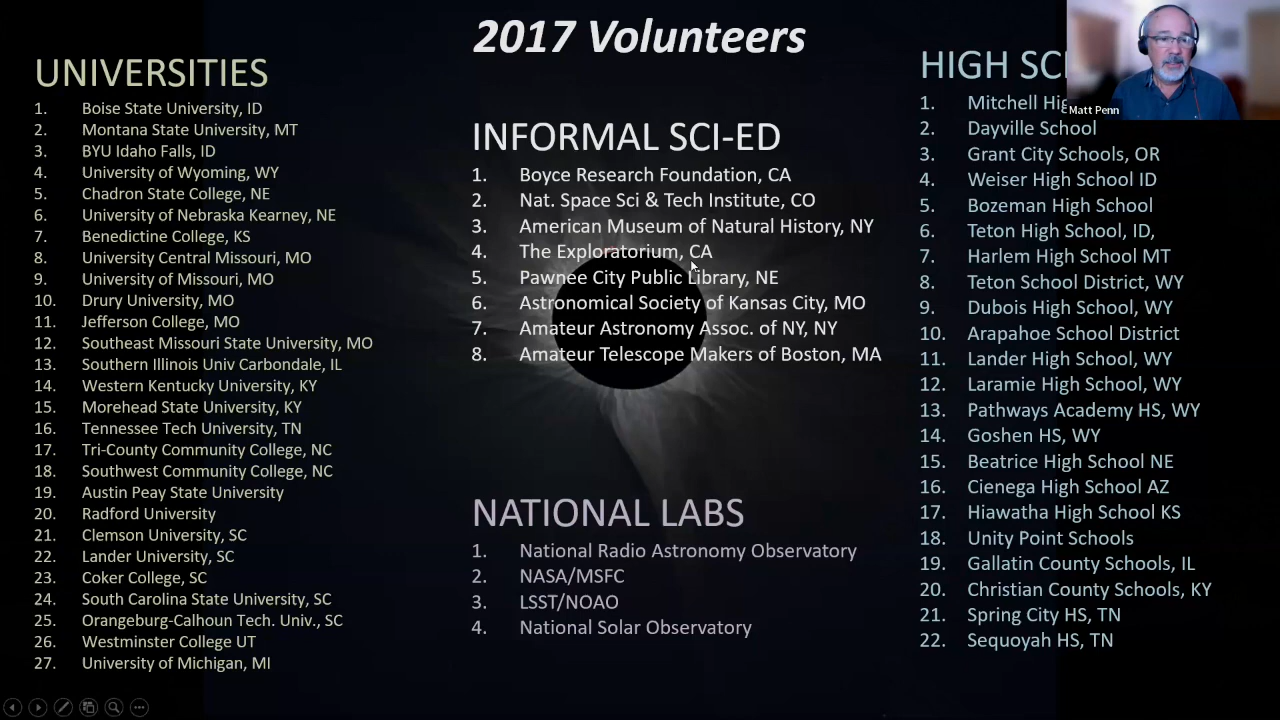 2017 Volunteers
UNIVERSITIES
1. Boise State University, ID
2. Montana State University, MT
3. BYU Idaho Falls, ID
4. University of Wyoming, WY
5. Chadron State College, NE
6. University of Nebraska Kearney, NE
7. Benedictine College, KS
8. University Central Missouri, MO
9. University of Missouri, MO
10. Drury University, MO
11. Jefferson College, MO
12. Southeast Missouri State University, MO
13. Southern Illinois Univ Carbondale, IL
14. Western Kentucky University, KY
15. Morehead State University, KY
16. Tennessee Tech University, TN
17. Tri-County Community College, NC
18. Southwest Community College, NC
19. Austin Peay State University
20. Radford University
21. Clemson University, SC
22. Lander University, SC
23. Coker College, SC
24. South Carolina State University, SC
25. Orangeburg-Calhoun Tech. Univ., SC
26. Westminster College UT
27. University of Michigan, MI
INFORMAL SCI-ED
1. Boyce Research Foundation, CA
2. Nat. Space Sci & Tech Institute, CO
3. American Museum of Natural History, NY
4. The Exploratorium, CA
5. Pawnee City Public Library, NE
6. Astronomical Society of Kansas City, MO
7. Amateur Astronomy Assoc. of NY, NY
8. Amateur Telescope Makers of Boston, MA
NATIONAL LABS
1. National Radio Astronomy Observatory
2. NASA/MSFC
3. LSST/NOAO
4. National Solar Observatory
HIGH
1. Mitchell
2. Dayville School
3. Grant City Schools, OR
4. Weiser High School ID
5. Bozeman High School
6. Teton High School, ID,
7. Harlem High School MT
8. Teton School District, WY
9. Dubois High School, WY
10. Arapahoe School District
11. Lander High School, WY
12. Laramie High School, WY
13. Pathways Academy HS, WY
14. Goshen HS, WY
15. Beatrice High School NE
16. Cienega High School AZ
17. Hiawatha High School KS
18. Unity Point Schools
19. Gallatin County Schools, IL
20. Christian County Schools, KY
21. Spring City HS, TN
22. Sequoyah HS, TN
Matt Penn